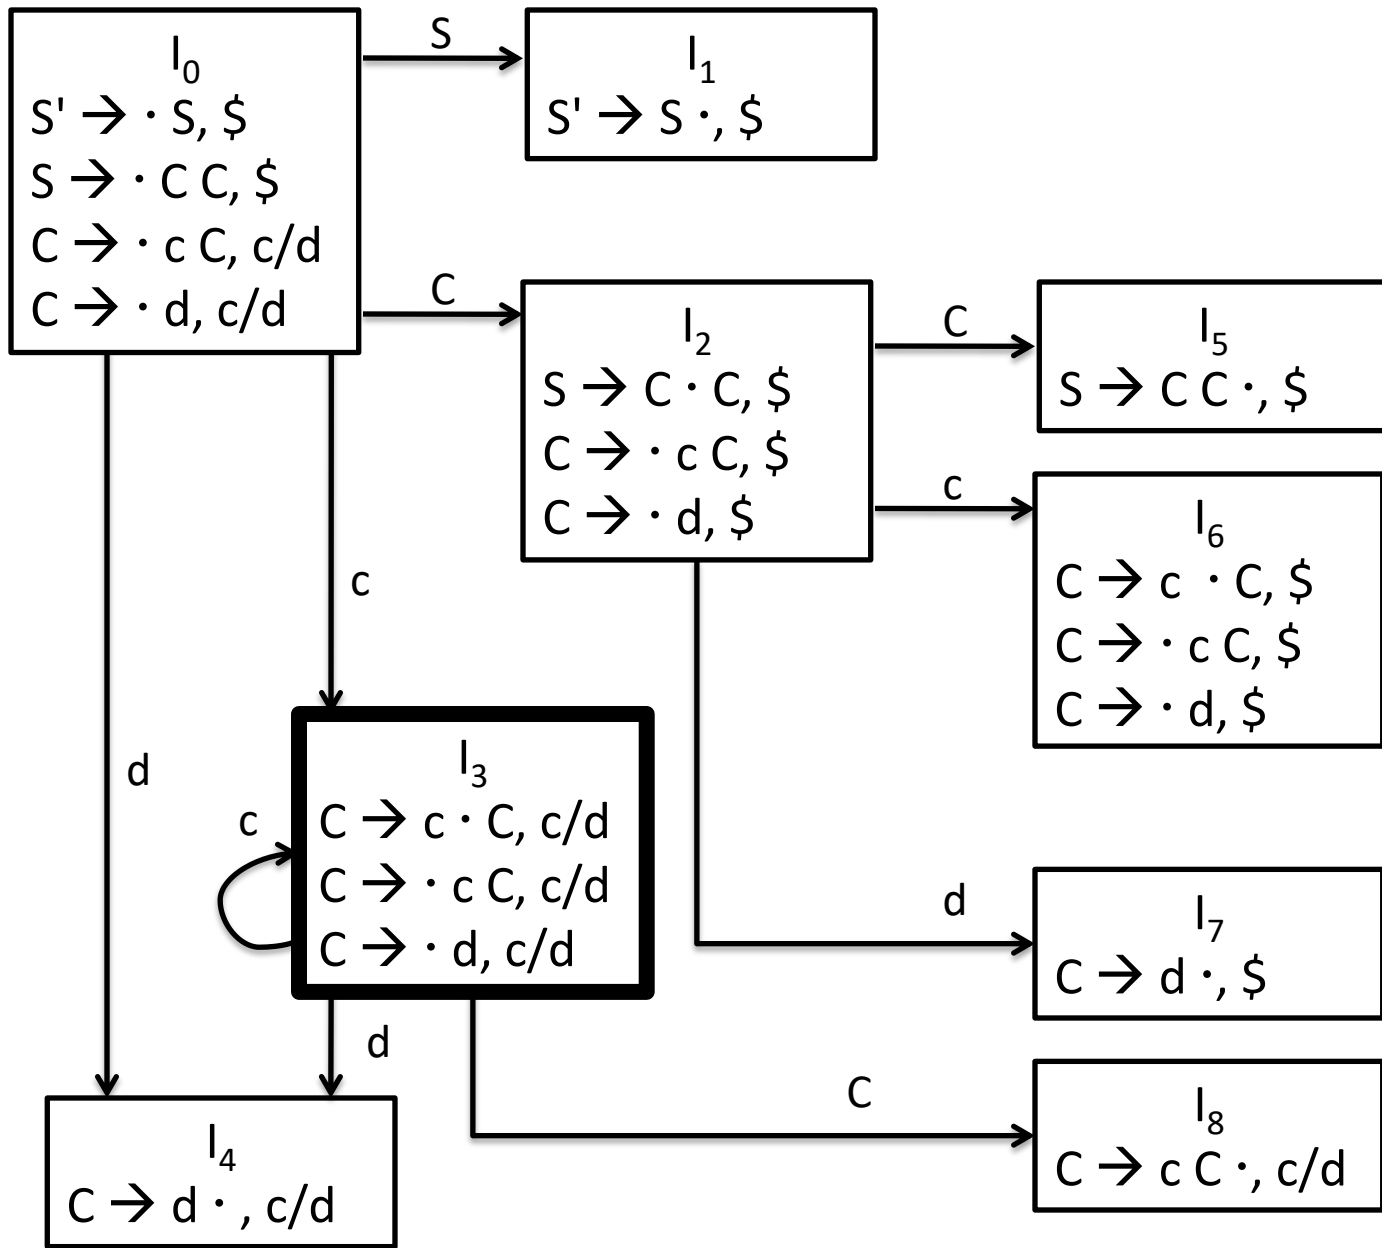 I₀
S' → · S, $
S → · C C, $
C → · c C, c/d
C → · d, c/d
S
I₁
S' → S ·, $
C
I₂
S → C · C, $
C → · c C, $
C → · d, $
C
I₅
S → C C ·, $
c
I₆
C → c · C, $
C → · c C, $
C → · d, $
c
d
I₃
C → c · C, c/d
C → · c C, c/d
C → · d, c/d
c
d
I₇
C → d ·, $
d
C
I₈
C → c C ·, c/d
I₄
C → d · , c/d